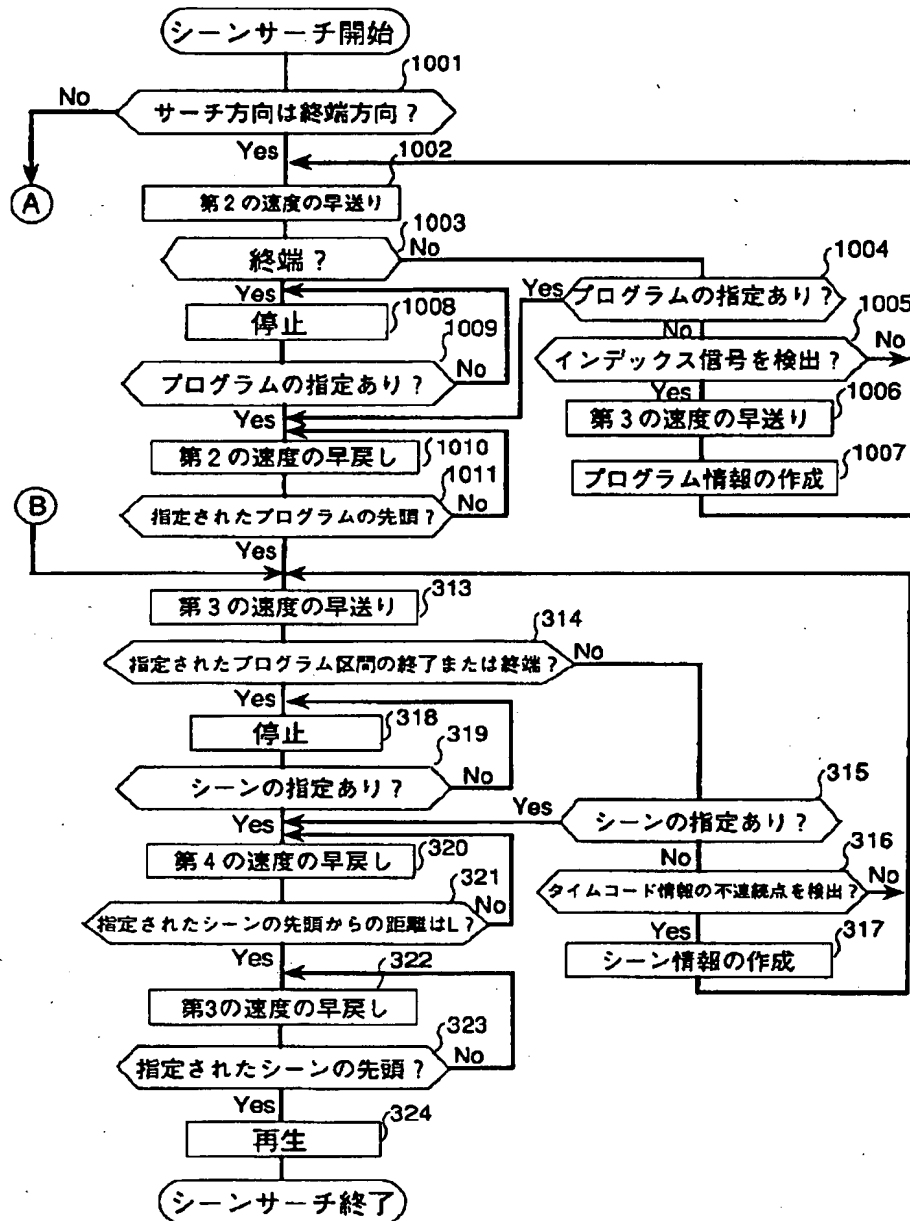 シーンサーチ開始
1001
No
サーチ方向は終端方向？
Yes
1002
A
第２の速度の早送り
1003
No
終端？
1004
Yes
Yes
プログラムの指定あり？
1008
停止
1005
1009
No
No
インデックス信号を検出？
No
プログラムの指定あり？
Yes
1006
Yes
第３の速度の早送り
1010
第２の速度の早戻し
1007
プログラム情報の作成
1011
B
No
指定されたプログラムの先頭？
Yes
313
第３の速度の早送り
314
指定されたプログラム区間の終了または終端？
No
Yes
318
停止
319
No
シーンの指定あり？
315
Yes
Yes
シーンの指定あり？
320
第４の速度の早戻し
No
316
321
No
タイムコード情報の不連続点を検出？
No
指定されたシーンの先頭からの距離はL？
Yes
317
シーン情報の作成
Yes
322
第3の速度の早戻し
323
No
指定されたシーンの先頭？
Yes
324
再生
シーンサーチ終了